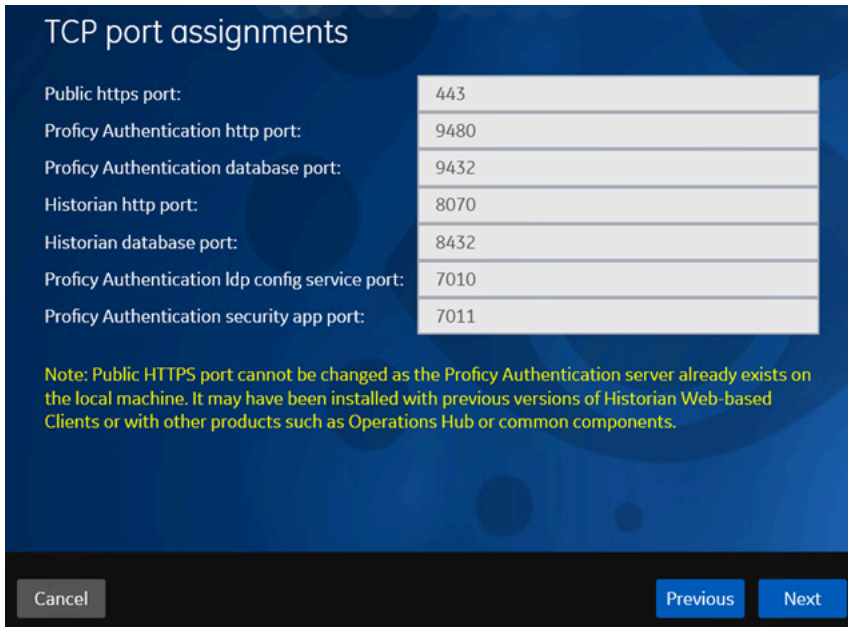 TCP port assignments
Public https port: 443
Proficy Authentication http port: 9480
Proficy Authentication database port: 9432
Historian http port: 8070
Historian database port: 8432
Proficy Authentication ldp config service port: 7010
Proficy Authentication security app port: 7011
Note: Public HTTPS port cannot be changed as the Proficy Authentication server already exists on
the local machine. It may have been installed with previous versions of Historian Web-based
Clients or with other products such as Operations Hub or common components.
Cancel Previous Next